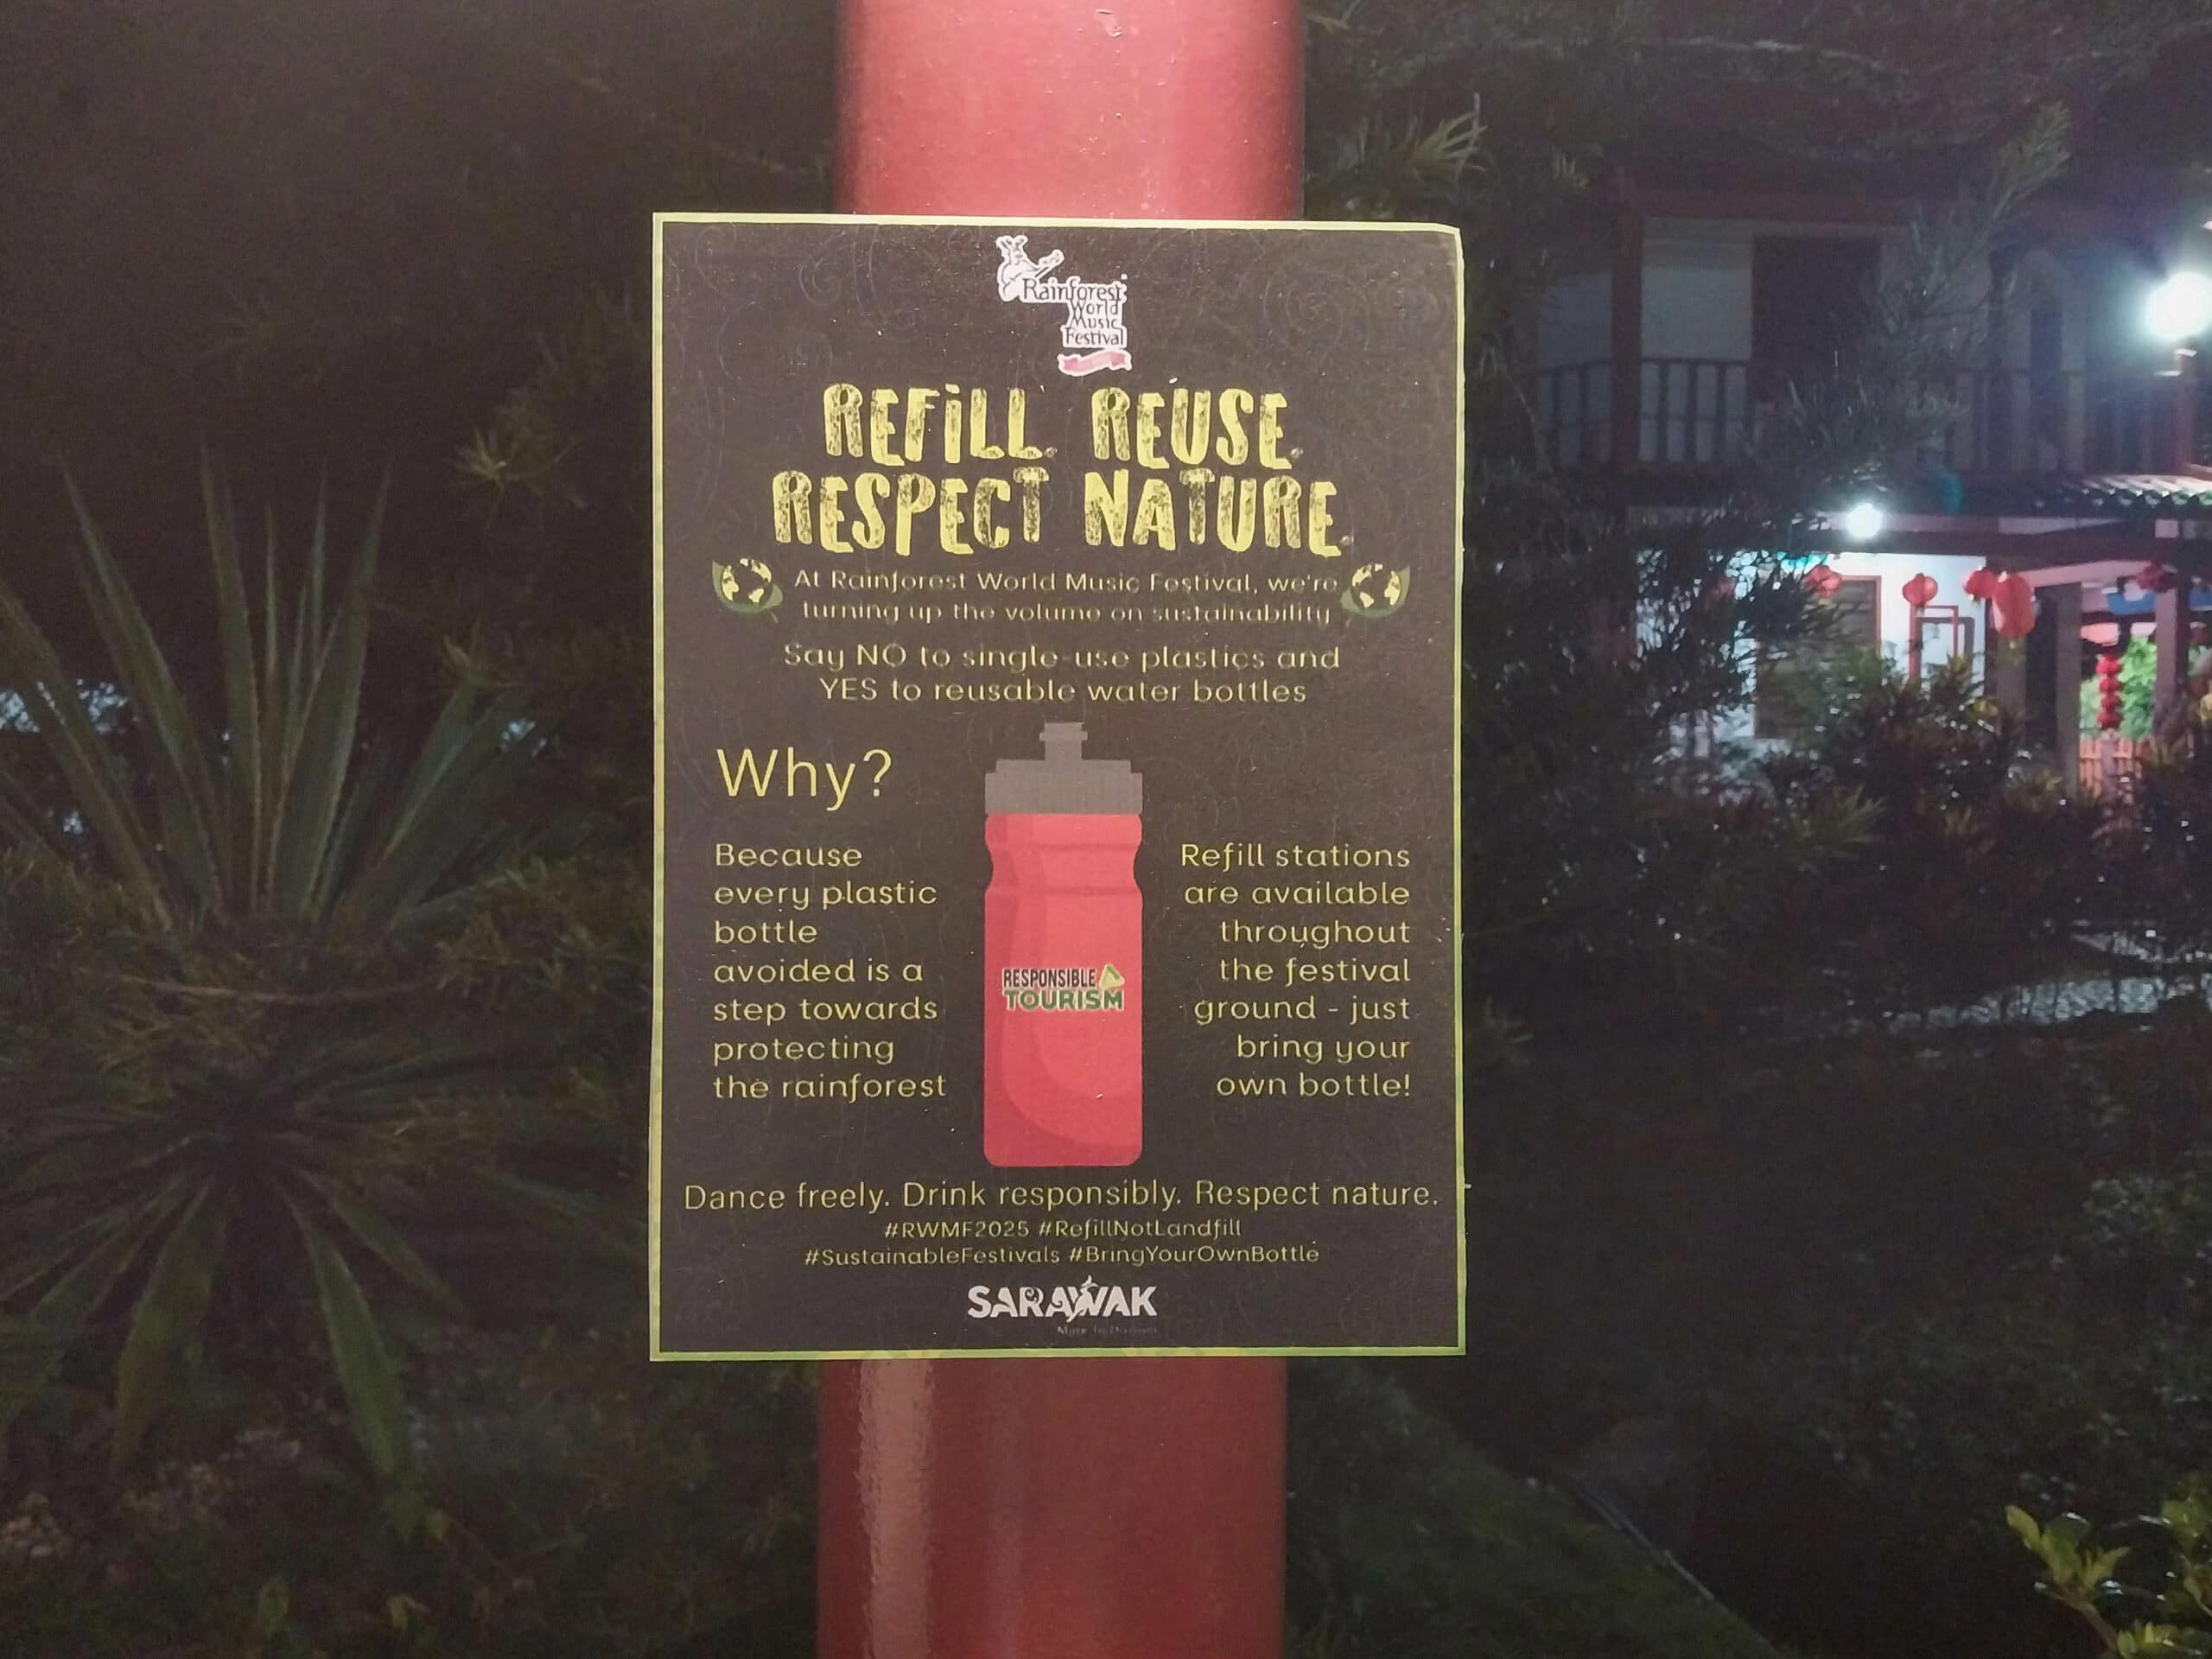 Rainforest
World
Music
Festival
REFILL. REUSE.
RESPECT NATURE.
At Rainforest World Music Festival, we're
turning up the volume on sustainability
Say NO to single-use plastics and
YES to reusable water bottles
Why?
Because
every plastic
bottle
avoided is a
step towards
protecting
the rainforest
RESPONSIBLE
TOURISM
Refill stations
are available
throughout
the festival
ground - just
bring your
own bottle!
Dance freely. Drink responsibly. Respect nature.
#RWMF2025 #RefillNotLandfill
#SustainableFestivals #BringYourOwnBottle
SARAWAK
More To Discover